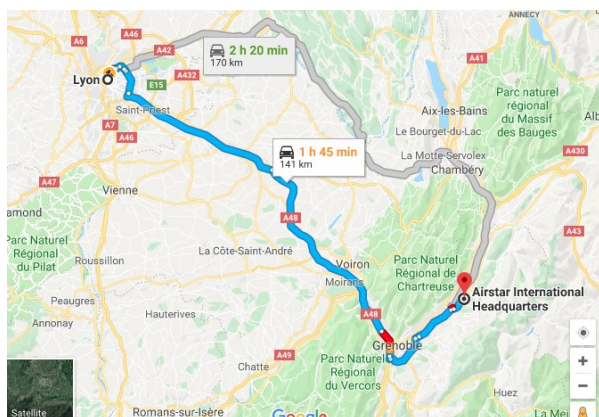 ANNECY
A6
A46
A42
2 h 20 min
170 km
Lyon
A432
E15
Saint-Priest
Parc naturel
régional
du Massif
des Bauges
Aix-les-Bains
Le Bourget-du-Lac
A7
A46
1 h 45 min
141 km
La Motte-Servolex
Chambéry
A430
A47
Vienne
A48
A43
Parc Naturel
Régional
du Pilat
Roussillon
La Côte-Saint-André
Voiron
Moirans
Parc Naturel
Régional de
Chartreuse
Airstar International
Headquarters
Peaugres
Annonay
Hauterives
A48
Grenoble
A49
Chatte
Parc Naturel
Régional
du Vercors
Huez
Satellite
Romans-sur-Isère
Google
La Mei